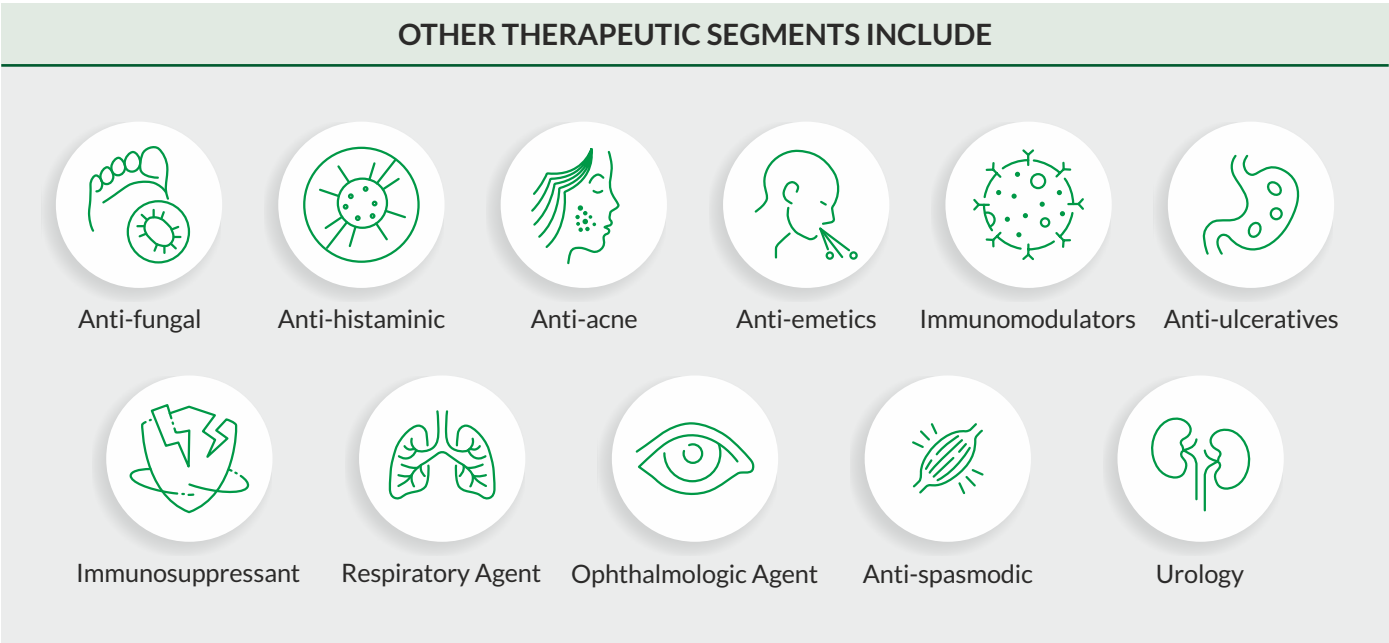 OTHER THERAPEUTIC SEGMENTS INCLUDE
Anti-fungal
Anti-histaminic
Anti-acne
Anti-emetics
Immunomodulators
Anti-ulceratives
Immunosuppressant
Respiratory Agent
Ophthalmologic Agent
Anti-spasmodic
Urology